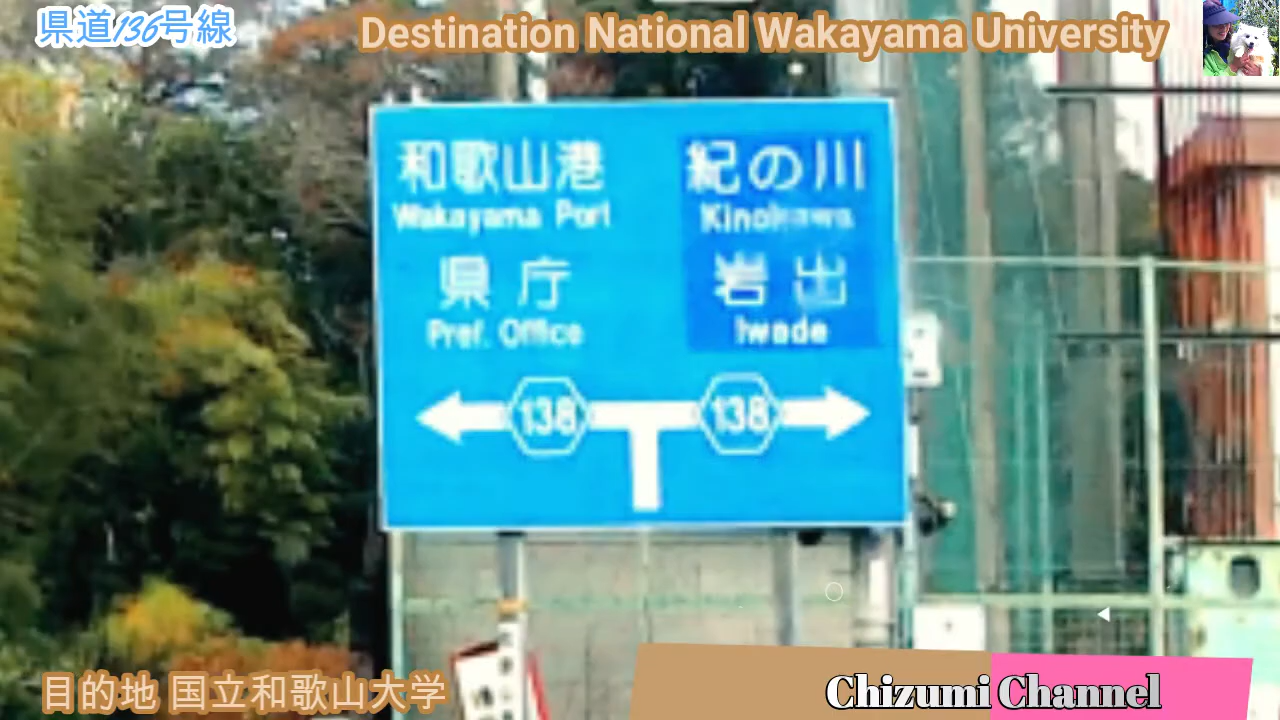 県道136号線
Destination National Wakayama University
和歌山港
Wakayama Port
県庁
Pref. Office
紀の川
Kinokawa
岩出
Iwade
138
138
目的地 国立和歌山大学
Chizumi Channel